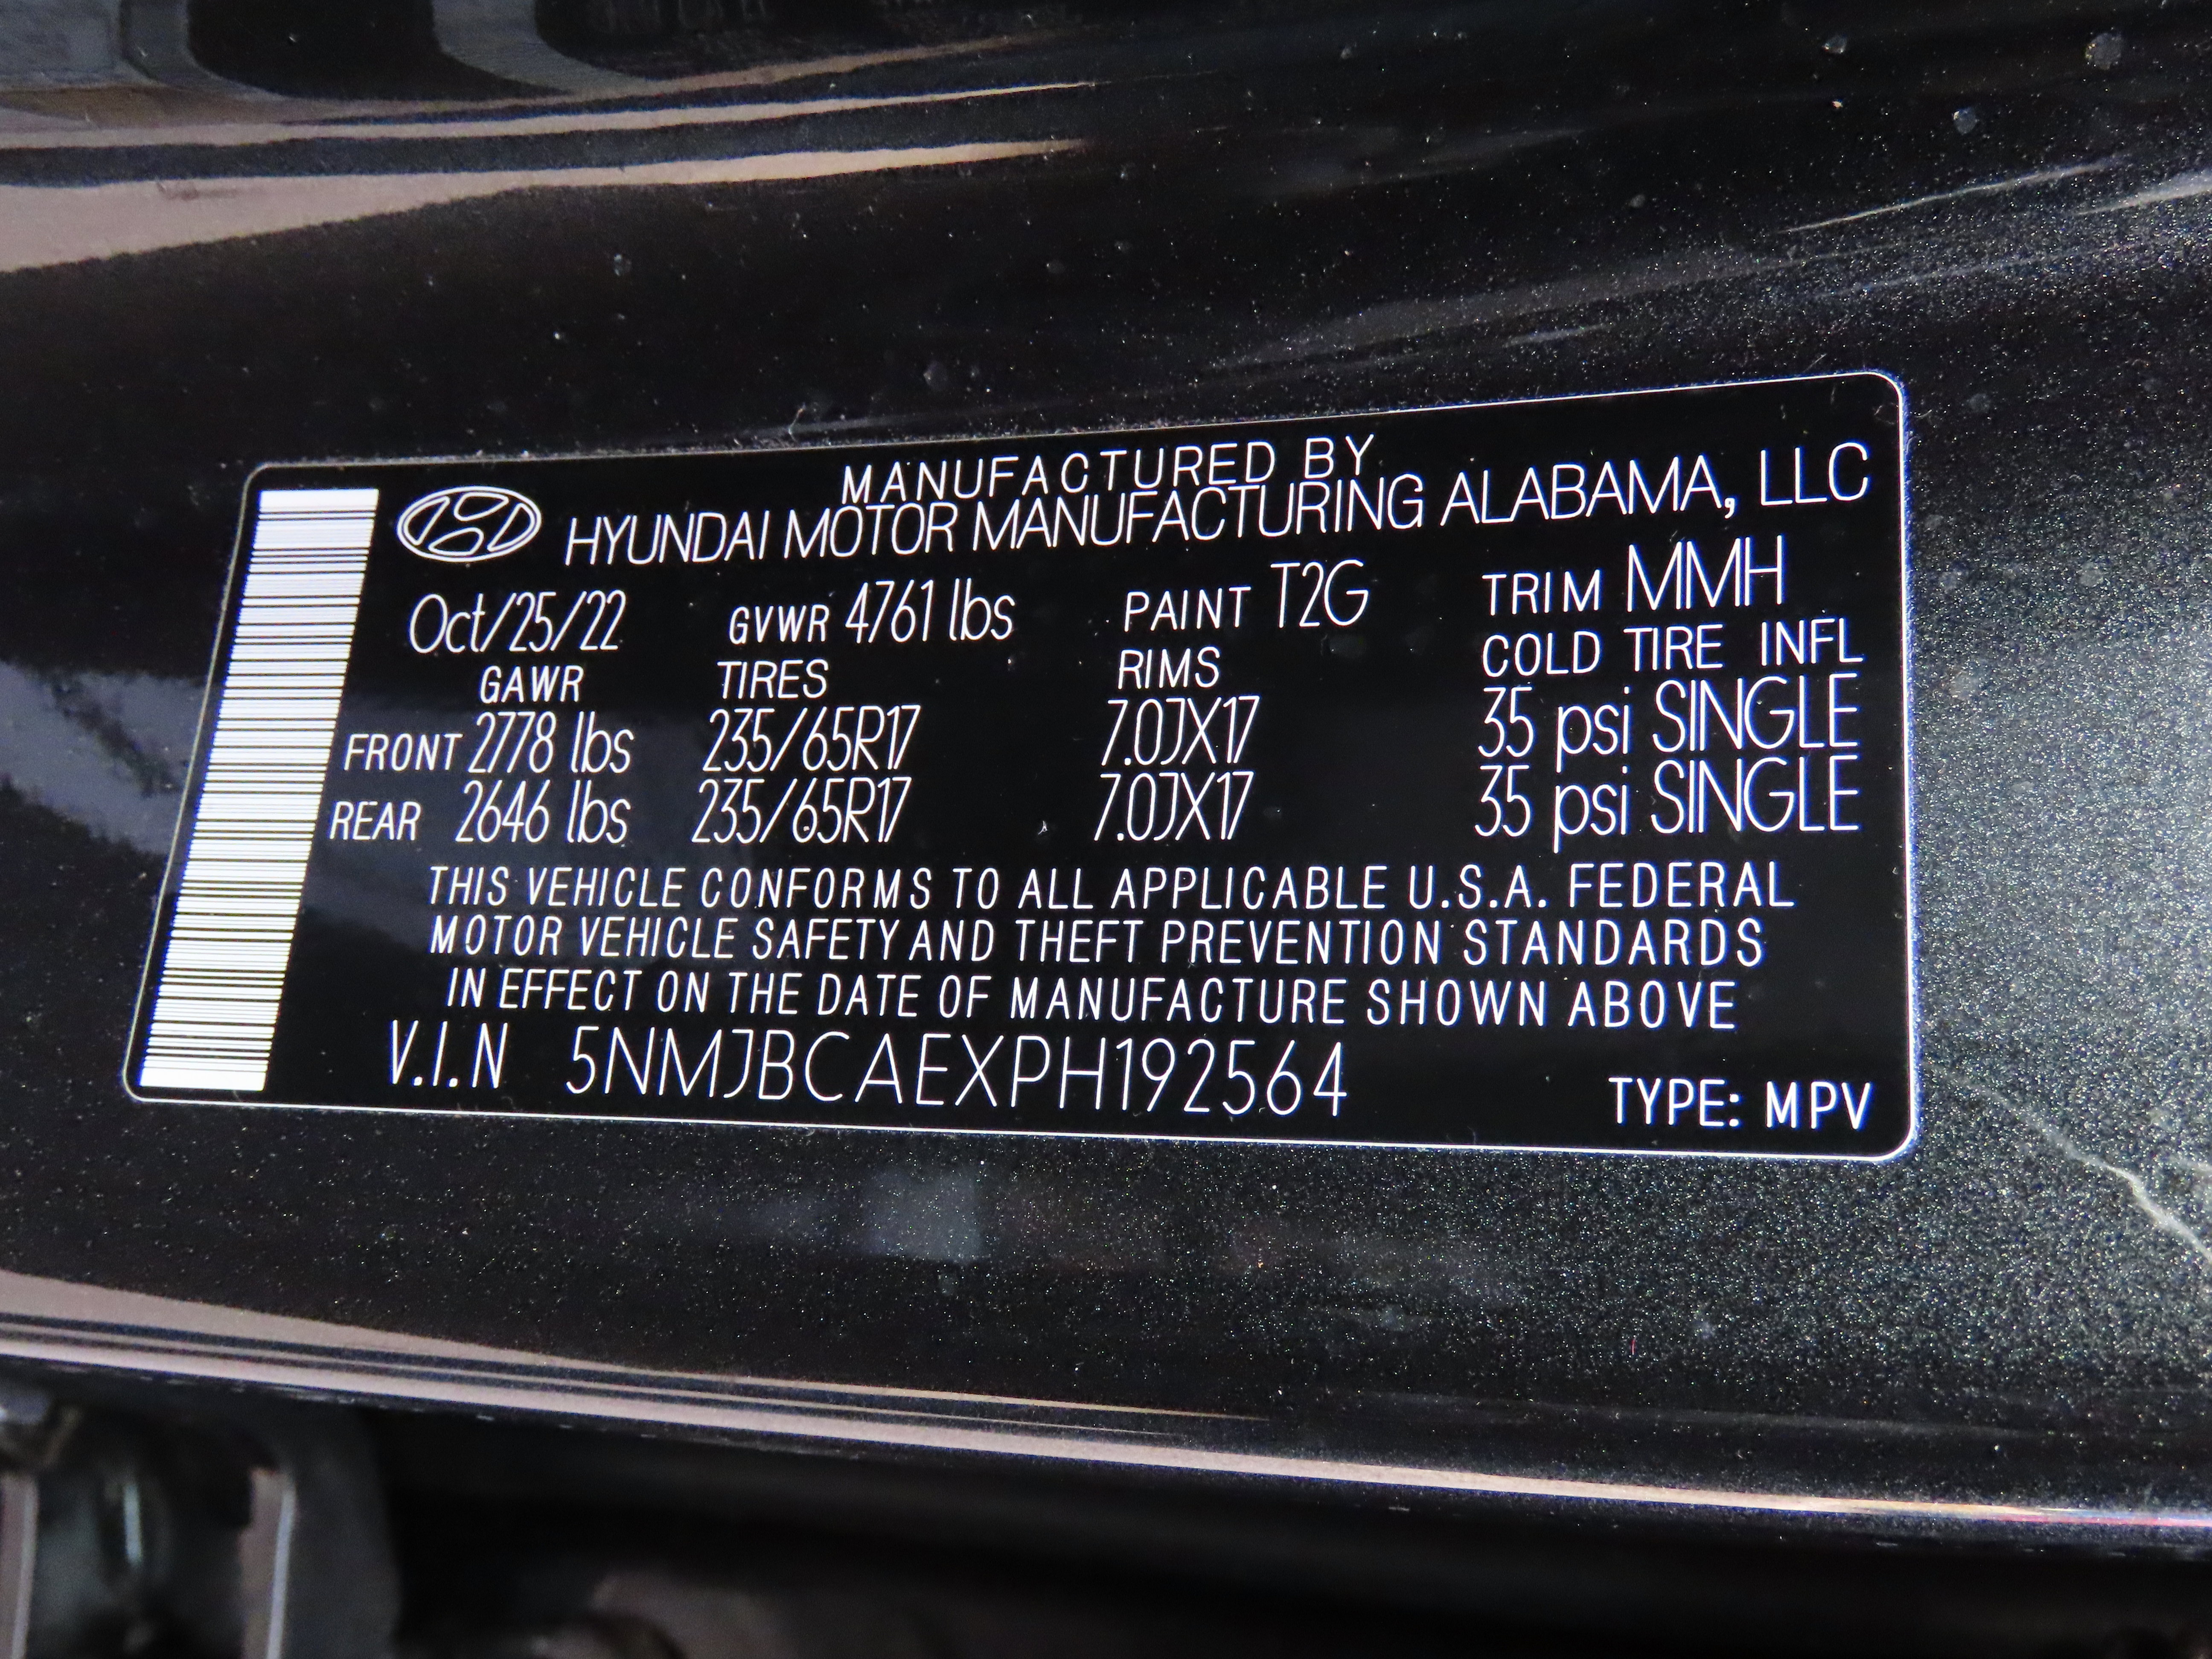 MANUFACTURED BY
HYUNDAI MOTOR MANUFACTURING ALABAMA, LLC
Oct/25/22 GVWR 4761 lbs PAINT T2G TRIM MMH
GAWR TIRES RIMS COLD TIRE INFL
FRONT 2778 lbs 235/65R17 7.0JX17 35 psi SINGLE
REAR 2646 lbs 235/65R17 7.0JX17 35 psi SINGLE
THIS VEHICLE CONFORMS TO ALL APPLICABLE U.S.A. FEDERAL
MOTOR VEHICLE SAFETY AND THEFT PREVENTION STANDARDS
IN EFFECT ON THE DATE OF MANUFACTURE SHOWN ABOVE
V.I.N 5NMJBCAEXPH192564 TYPE: MPV